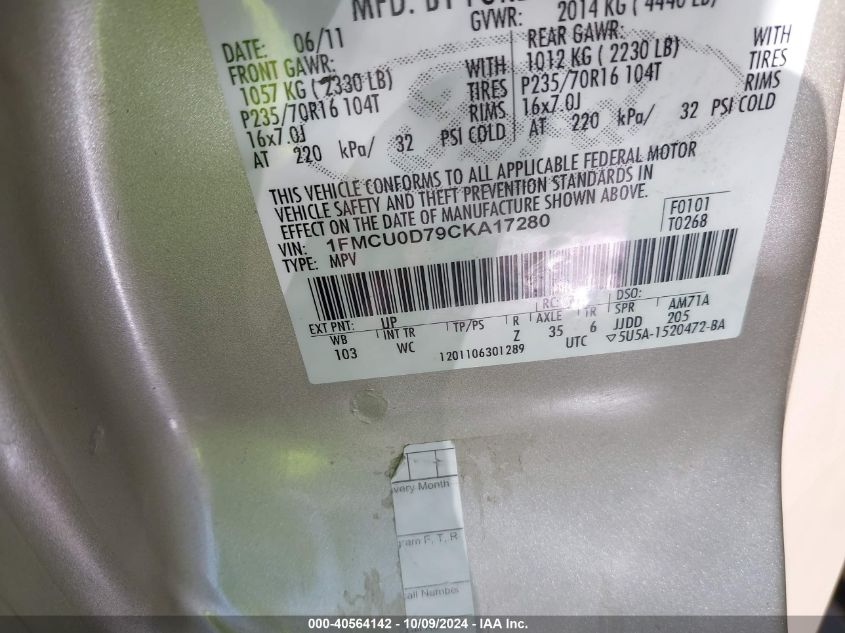 MFD. BY FORD
GVWR: 2014 KG ( 4440 LB)
DATE: 06/11
FRONT GAWR:
1057 KG ( 2330 LB)
P235/70R16 104T
16x7.0J
AT 220 kPa/ 32 PSI COLD
WITH
TIRES
RIMS
REAR GAWR:
1012 KG ( 2230 LB)
P235/70R16 104T
16x7.0J
AT 220 kPa/ 32 PSI COLD
WITH
TIRES
RIMS
THIS VEHICLE CONFORMS TO ALL APPLICABLE FEDERAL MOTOR
VEHICLE SAFETY AND THEFT PREVENTION STANDARDS IN
EFFECT ON THE DATE OF MANUFACTURE SHOWN ABOVE.
VIN: 1FMCU0D79CKA17280
TYPE: MPV
F0101
T0268
EXT PNT: UP RC: DSO:
WB INT TR TP/PS R AXLE TR SPR AM71A
103 WC Z 35 6 JJDD 205
1201106301289 UTC 5U5A-1520472-BA
very Month
gram F, T, R
call Number
000-40564142 - 10/09/2024 - IAA Inc.